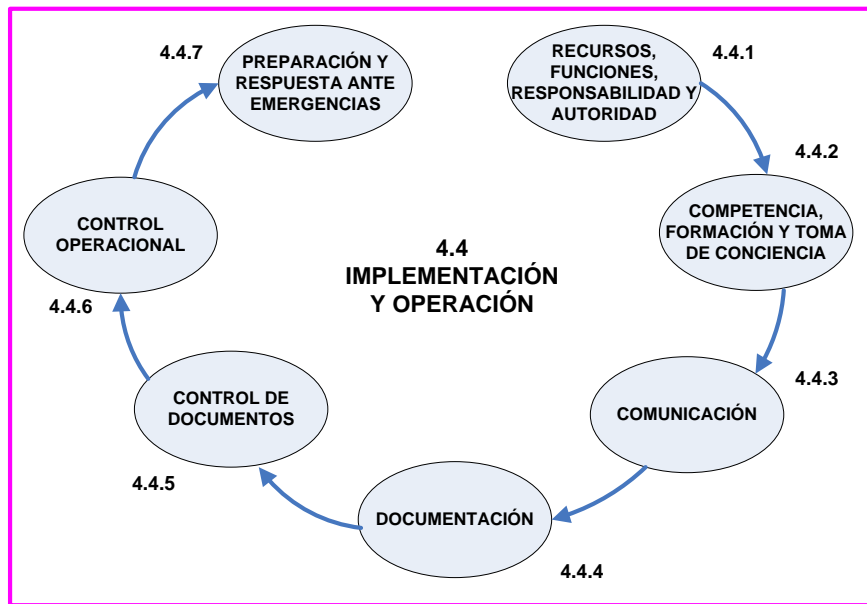 4.4
IMPLEMENTACIÓN
Y OPERACIÓN
4.4.1
RECURSOS,
FUNCIONES,
RESPONSABILIDAD Y
AUTORIDAD
4.4.2
COMPETENCIA,
FORMACIÓN Y TOMA
DE CONCIENCIA
4.4.3
COMUNICACIÓN
4.4.4
DOCUMENTACIÓN
4.4.5
CONTROL DE
DOCUMENTOS
4.4.6
CONTROL
OPERACIONAL
4.4.7
PREPARACIÓN Y
RESPUESTA ANTE
EMERGENCIAS